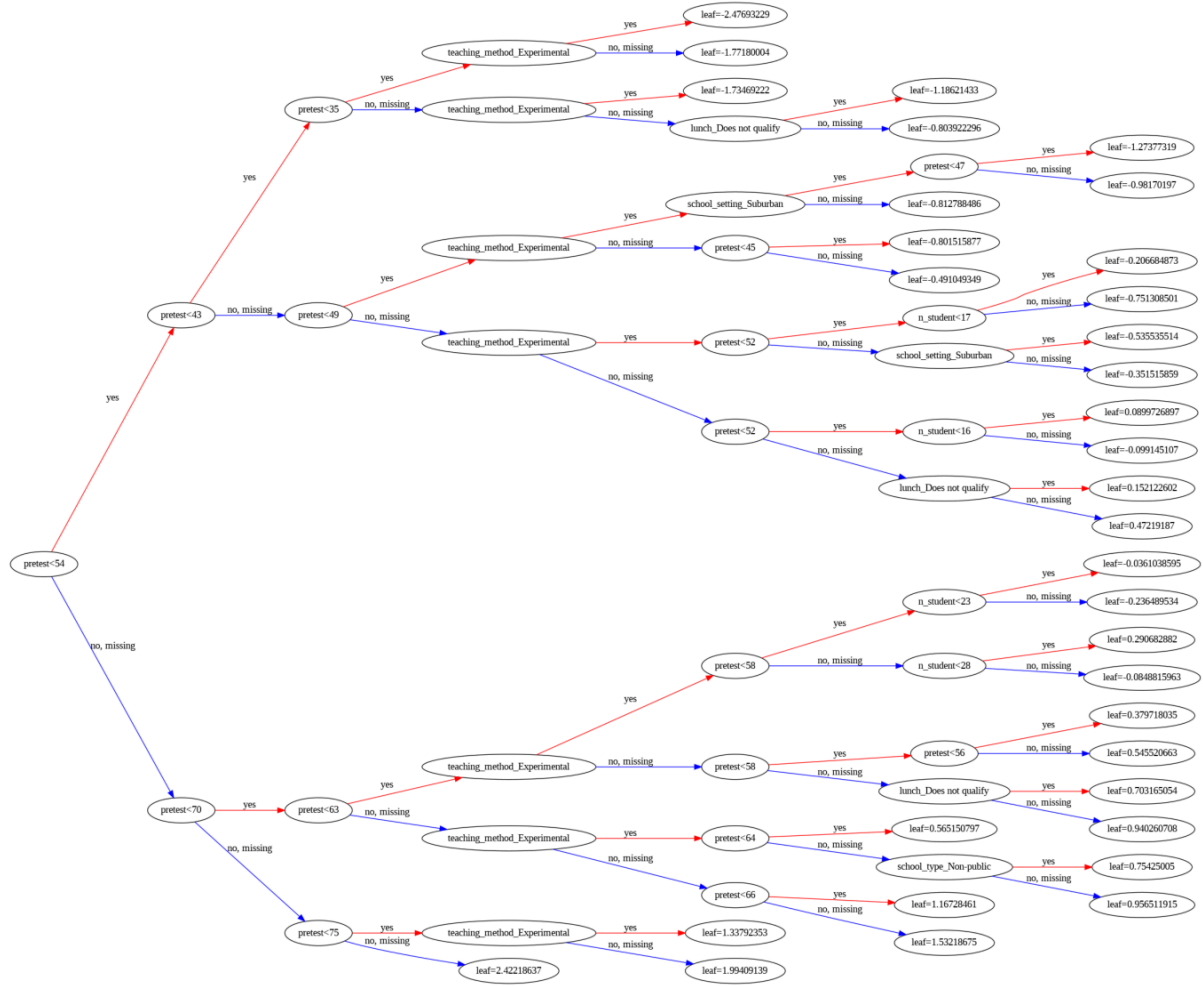 yes
leaf=-2.47693229
teaching_method_Experimental
no, missing
leaf=-1.77180004
yes
pretest<35
no, missing
teaching_method_Experimental
yes
leaf=-1.73469222
no, missing
lunch_Does not qualify
yes
leaf=-1.18621433
no, missing
leaf=-0.803922296
yes
pretest<47
yes
leaf=-1.27377319
no, missing
leaf=-0.98170197
yes
school_setting_Suburban
no, missing
leaf=-0.812788486
yes
teaching_method_Experimental
no, missing
pretest<45
yes
leaf=-0.801515877
no, missing
leaf=-0.491049349
yes
pretest<43
no, missing
pretest<49
yes
no, missing
teaching_method_Experimental
yes
pretest<52
yes
n_student<17
yes
leaf=-0.206684873
no, missing
leaf=-0.751308501
no, missing
school_setting_Suburban
yes
leaf=-0.535535514
no, missing
leaf=-0.351515859
no, missing
pretest<52
yes
n_student<16
yes
leaf=0.0899726897
no, missing
leaf=-0.099145107
no, missing
lunch_Does not qualify
yes
leaf=0.152122602
no, missing
leaf=0.47219187
yes
pretest<54
no, missing
yes
n_student<23
yes
leaf=-0.0361038595
no, missing
leaf=-0.236489534
pretest<58
no, missing
n_student<28
yes
leaf=0.290682882
no, missing
leaf=-0.0848815963
yes
teaching_method_Experimental
no, missing
pretest<58
yes
pretest<56
yes
leaf=0.379718035
no, missing
leaf=0.545520663
no, missing
lunch_Does not qualify
yes
leaf=0.703165054
no, missing
leaf=0.940260708
pretest<70
yes
pretest<63
yes
no, missing
teaching_method_Experimental
yes
pretest<64
yes
leaf=0.565150797
no, missing
school_type_Non-public
yes
leaf=0.75425005
no, missing
leaf=0.956511915
no, missing
pretest<66
yes
leaf=1.16728461
no, missing
leaf=1.53218675
no, missing
pretest<75
yes
teaching_method_Experimental
yes
leaf=1.33792353
no, missing
leaf=1.99409139
no, missing
leaf=2.42218637